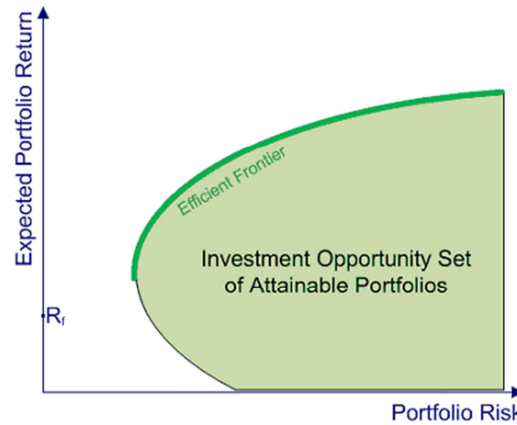 Expected Portfolio Return
Efficient Frontier
Investment Opportunity Set
of Attainable Portfolios
Rf
Portfolio Risk